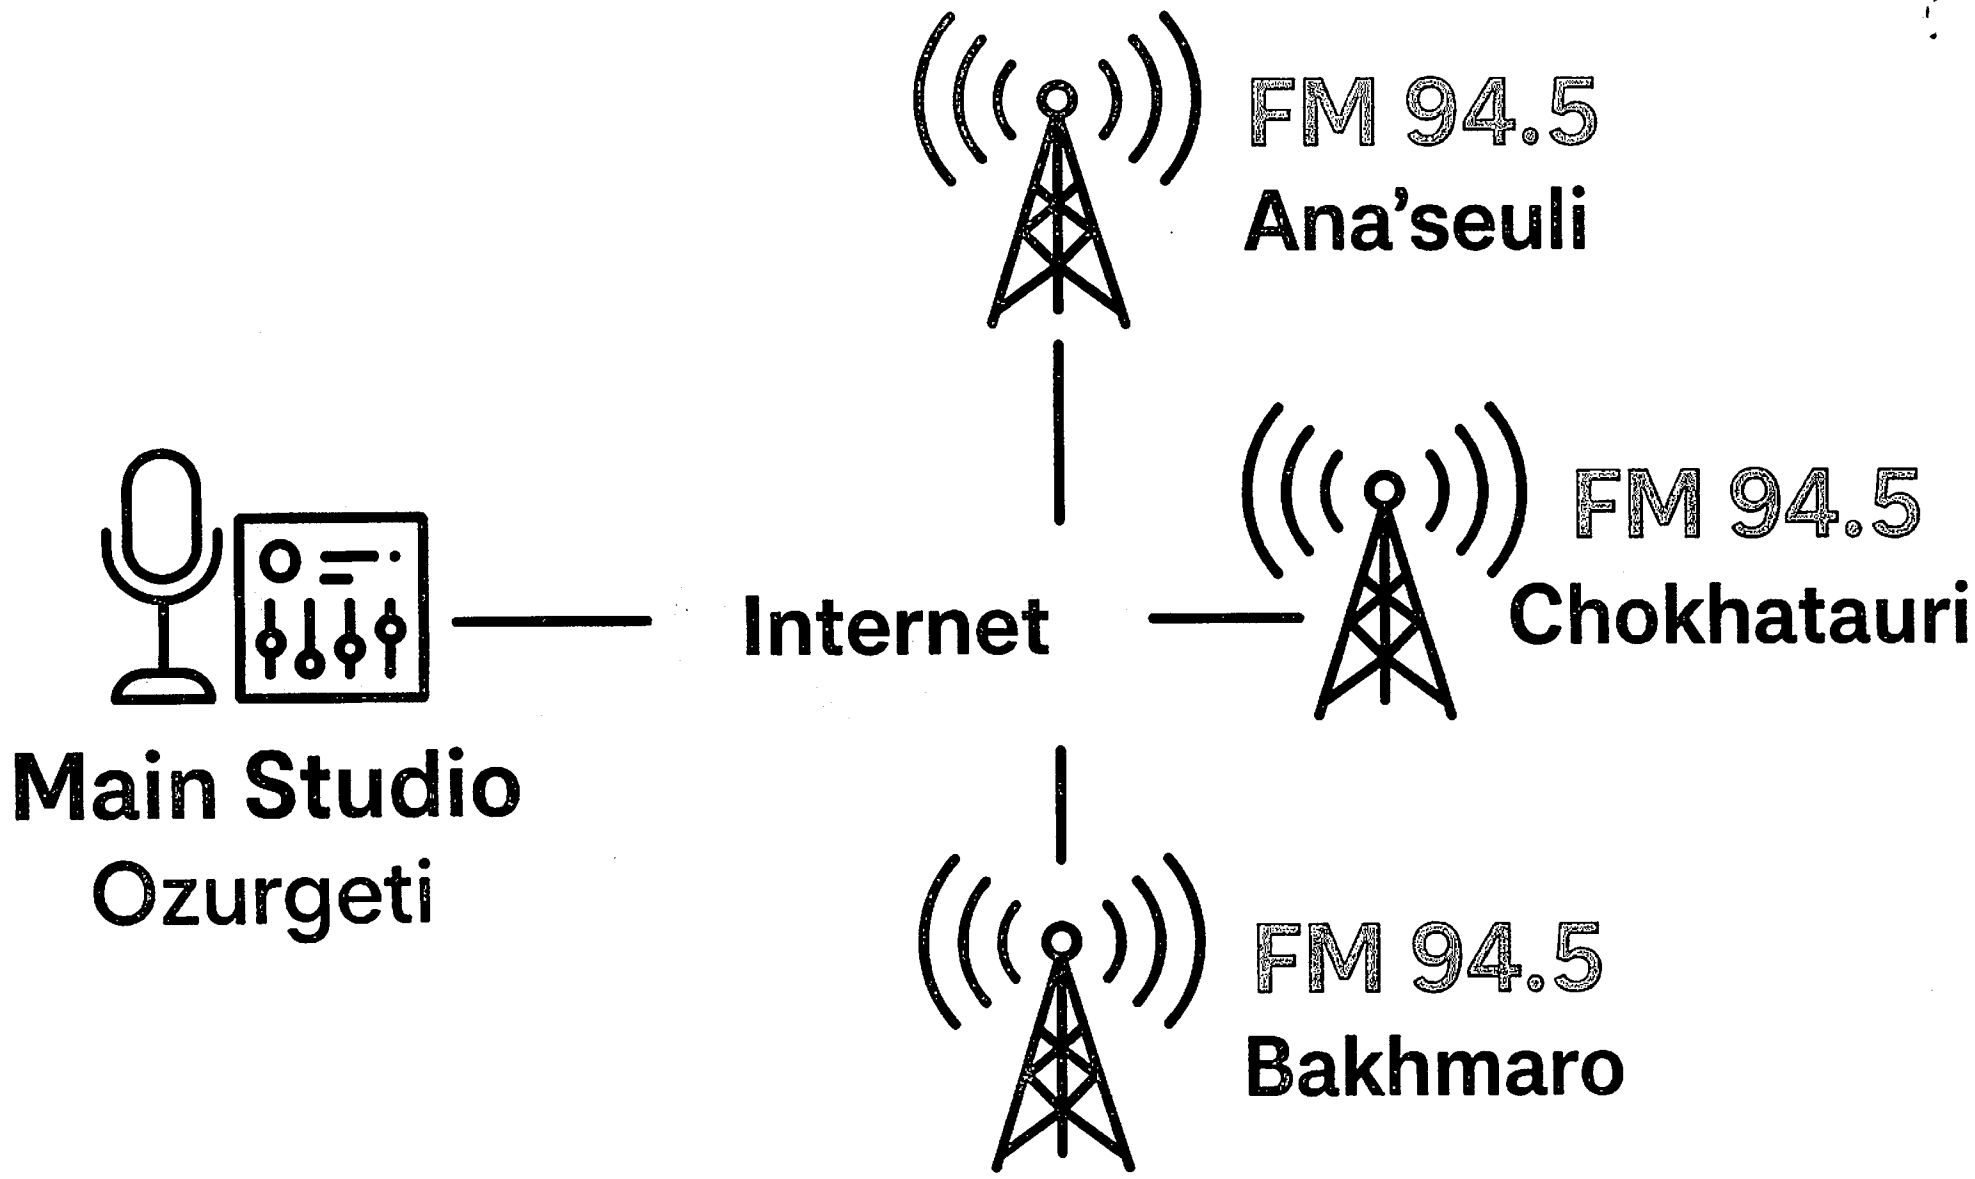 FM 94.5
Ana’seuli
FM 94.5
Chokhatauri
Internet
Main Studio
Ozurgeti
FM 94.5
Bakhmaro